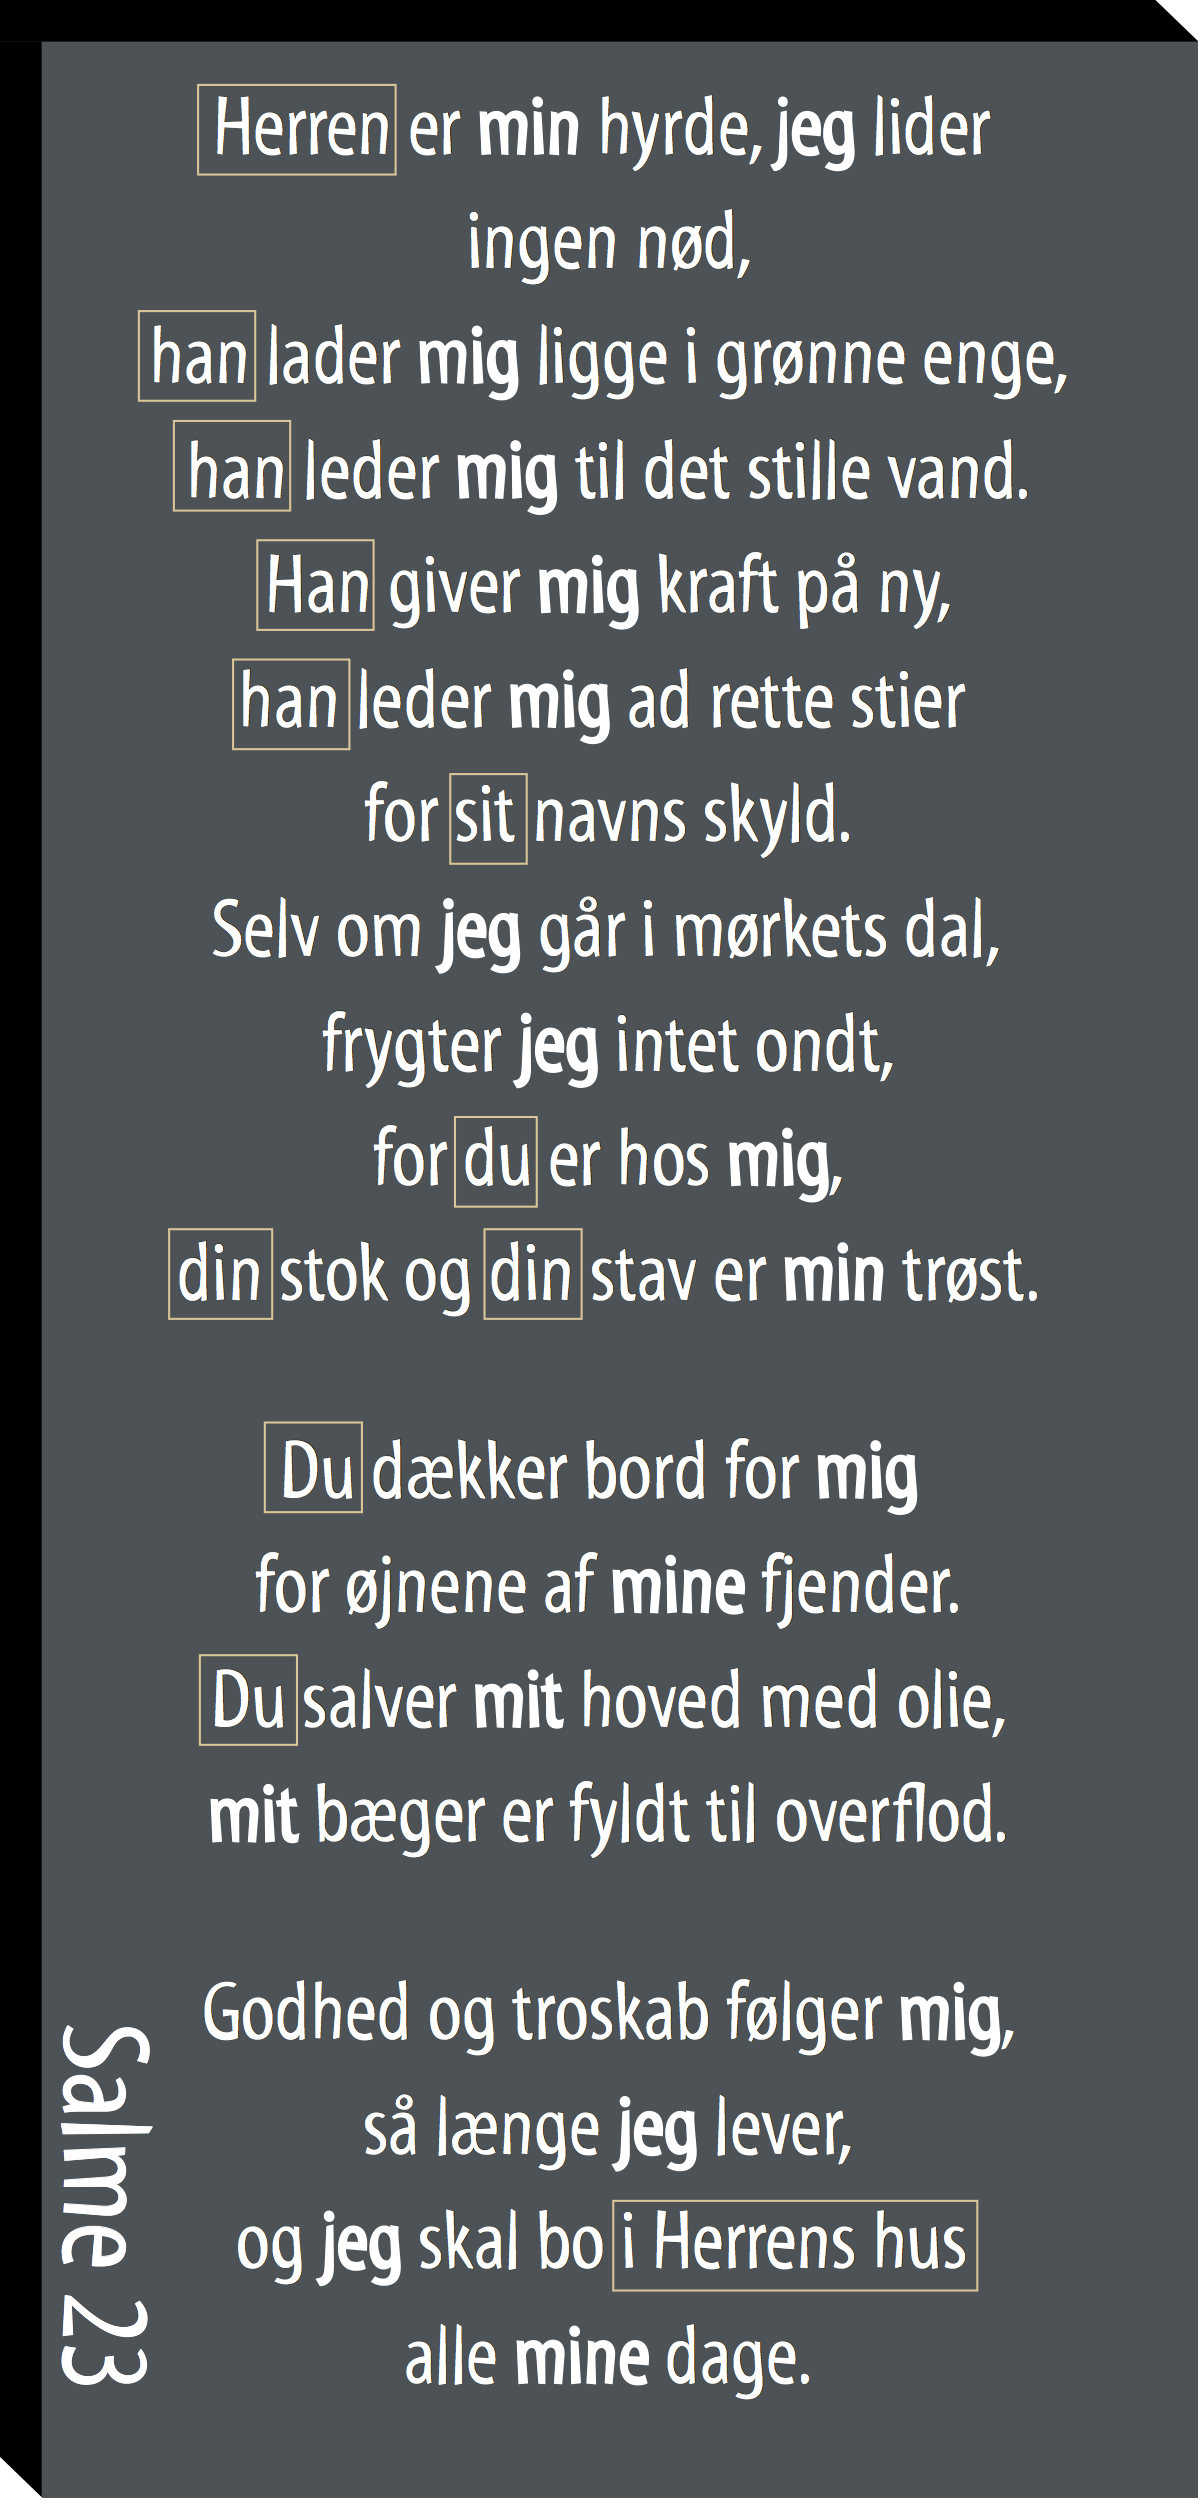 Herren er min hyrde, jeg lider
ingen nød,
han lader mig ligge i grønne enge,
han leder mig til det stille vand.
Han giver mig kraft på ny,
han leder mig ad rette stier
for sit navns skyld.
Selv om jeg går i mørkets dal,
frygter jeg intet ondt,
for du er hos mig,
din stok og din stav er min trøst.
Du dækker bord for mig
for øjnene af mine fjender.
Du salver mit hoved med olie,
mit bæger er fyldt til overflod.
Godhed og troskab følger mig,
så længe jeg lever,
og jeg skal bo i Herrens hus
alle mine dage.
Salme 23